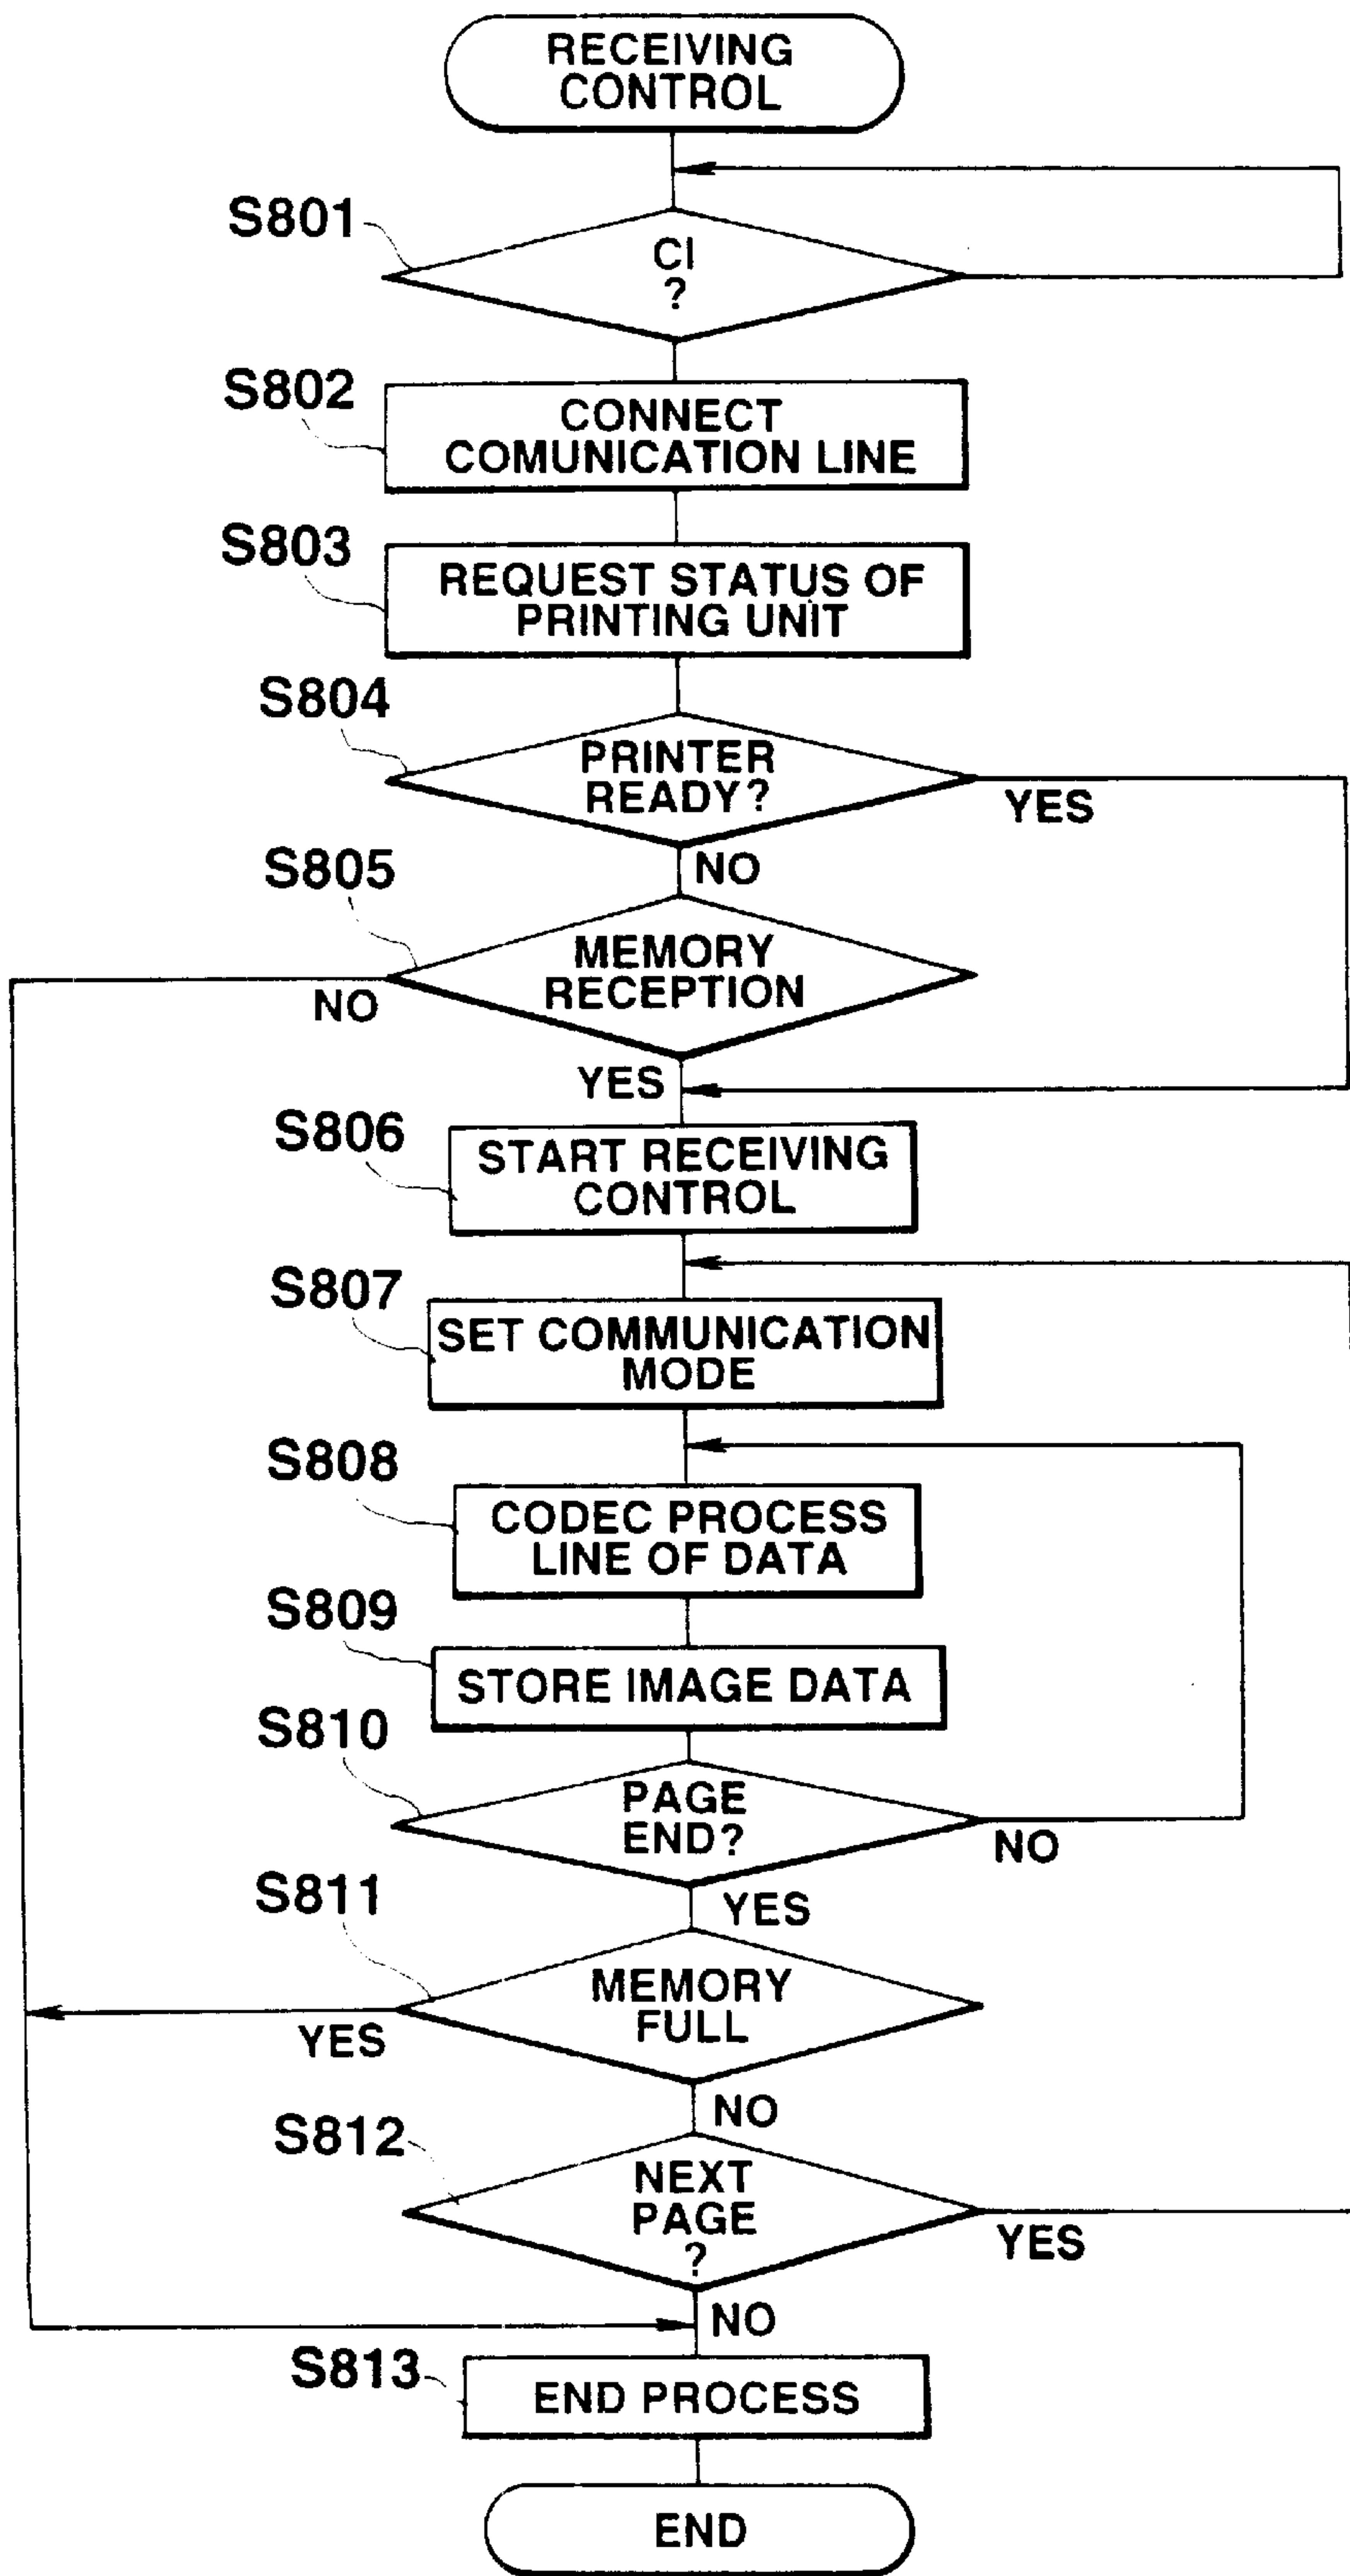 RECEIVING
CONTROL
S801
CI
?
S802
CONNECT
COMUNICATION LINE
S803
REQUEST STATUS OF
PRINTING UNIT
S804
PRINTER
READY?
YES
NO
S805
MEMORY
RECEPTION
NO
YES
S806
START RECEIVING
CONTROL
S807
SET COMMUNICATION
MODE
S808
CODEC PROCESS
LINE OF DATA
S809
STORE IMAGE DATA
S810
PAGE
END?
NO
YES
S811
MEMORY
FULL
YES
NO
S812
NEXT
PAGE
?
YES
NO
S813
END PROCESS
END